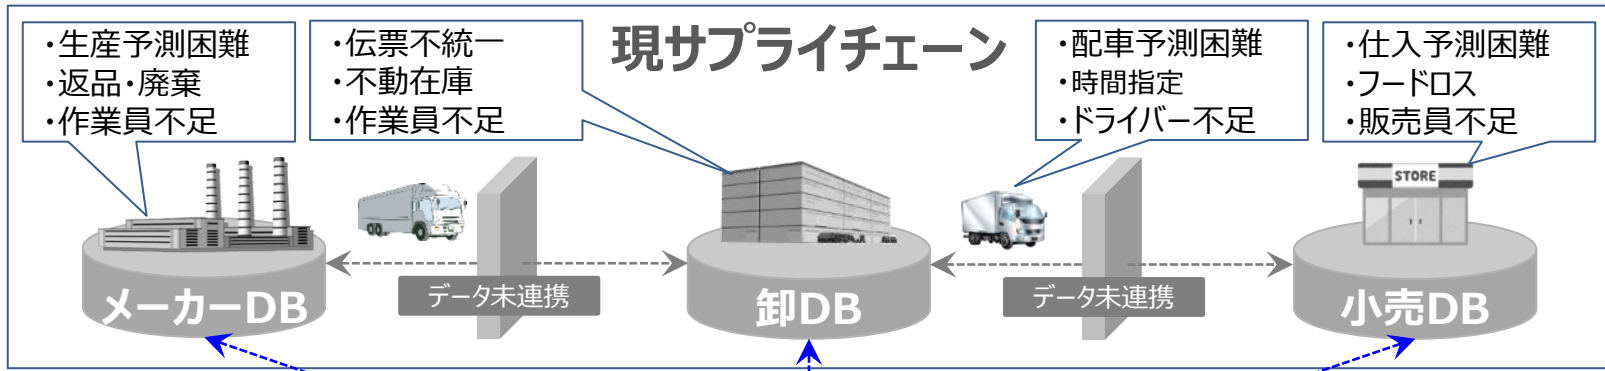 現サプライチェーン
・生産予測困難
・返品・廃棄
・作業員不足
・伝票不統一
・不動在庫
・作業員不足
・配車予測困難
・時間指定
・ドライバー不足
・仕入予測困難
・フードロス
・販売員不足
STORE
メーカーDB
データ未連携
卸DB
データ未連携
小売DB